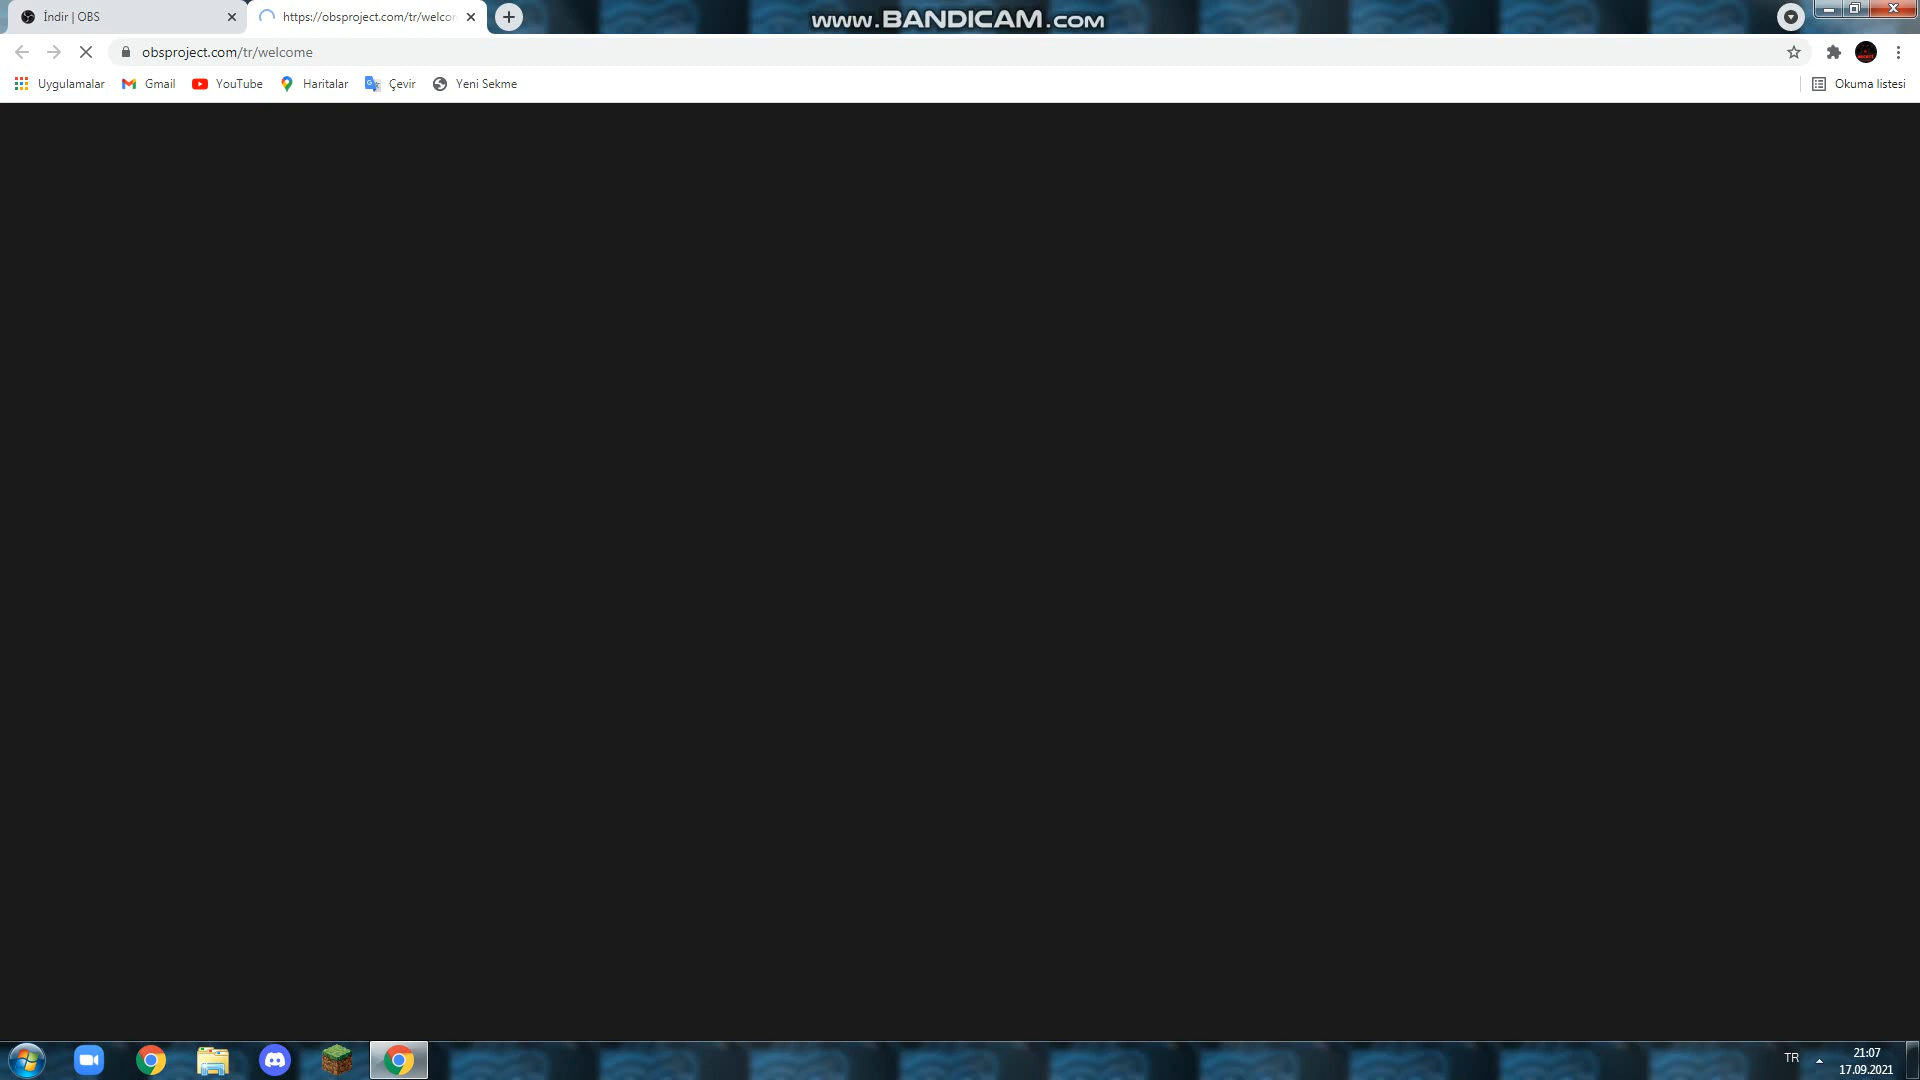 İndir | OBS
https://obsproject.com/tr/welcor
www.BANDICAM.com
obsproject.com/tr/welcome
Uygulamalar
Gmail
YouTube
Haritalar
Çevir
Yeni Sekme
Okuma listesi
TR
21:07
17.09.2021